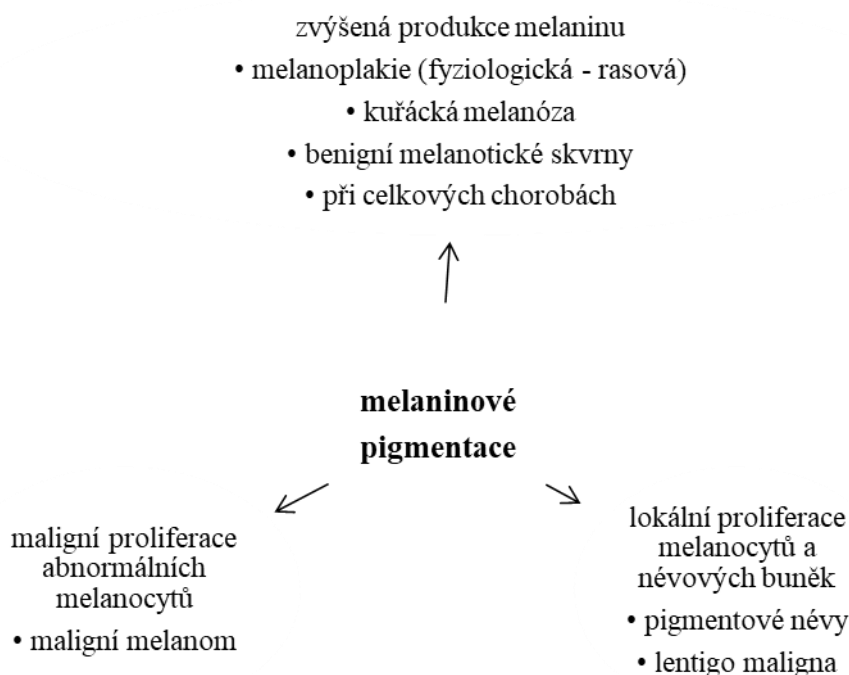 zvýšená produkce melaninu
• melanoplakie (fyziologická - rasová)
• kuřácká melanóza
• benigní melanotické skvrny
• při celkových chorobách
melaninové
pigmentace
maligní proliferace
abnormálních
melanocytů
• maligní melanom
lokální proliferace
melanocytů a
névových buněk
• pigmentové névy
• lentigo maligna